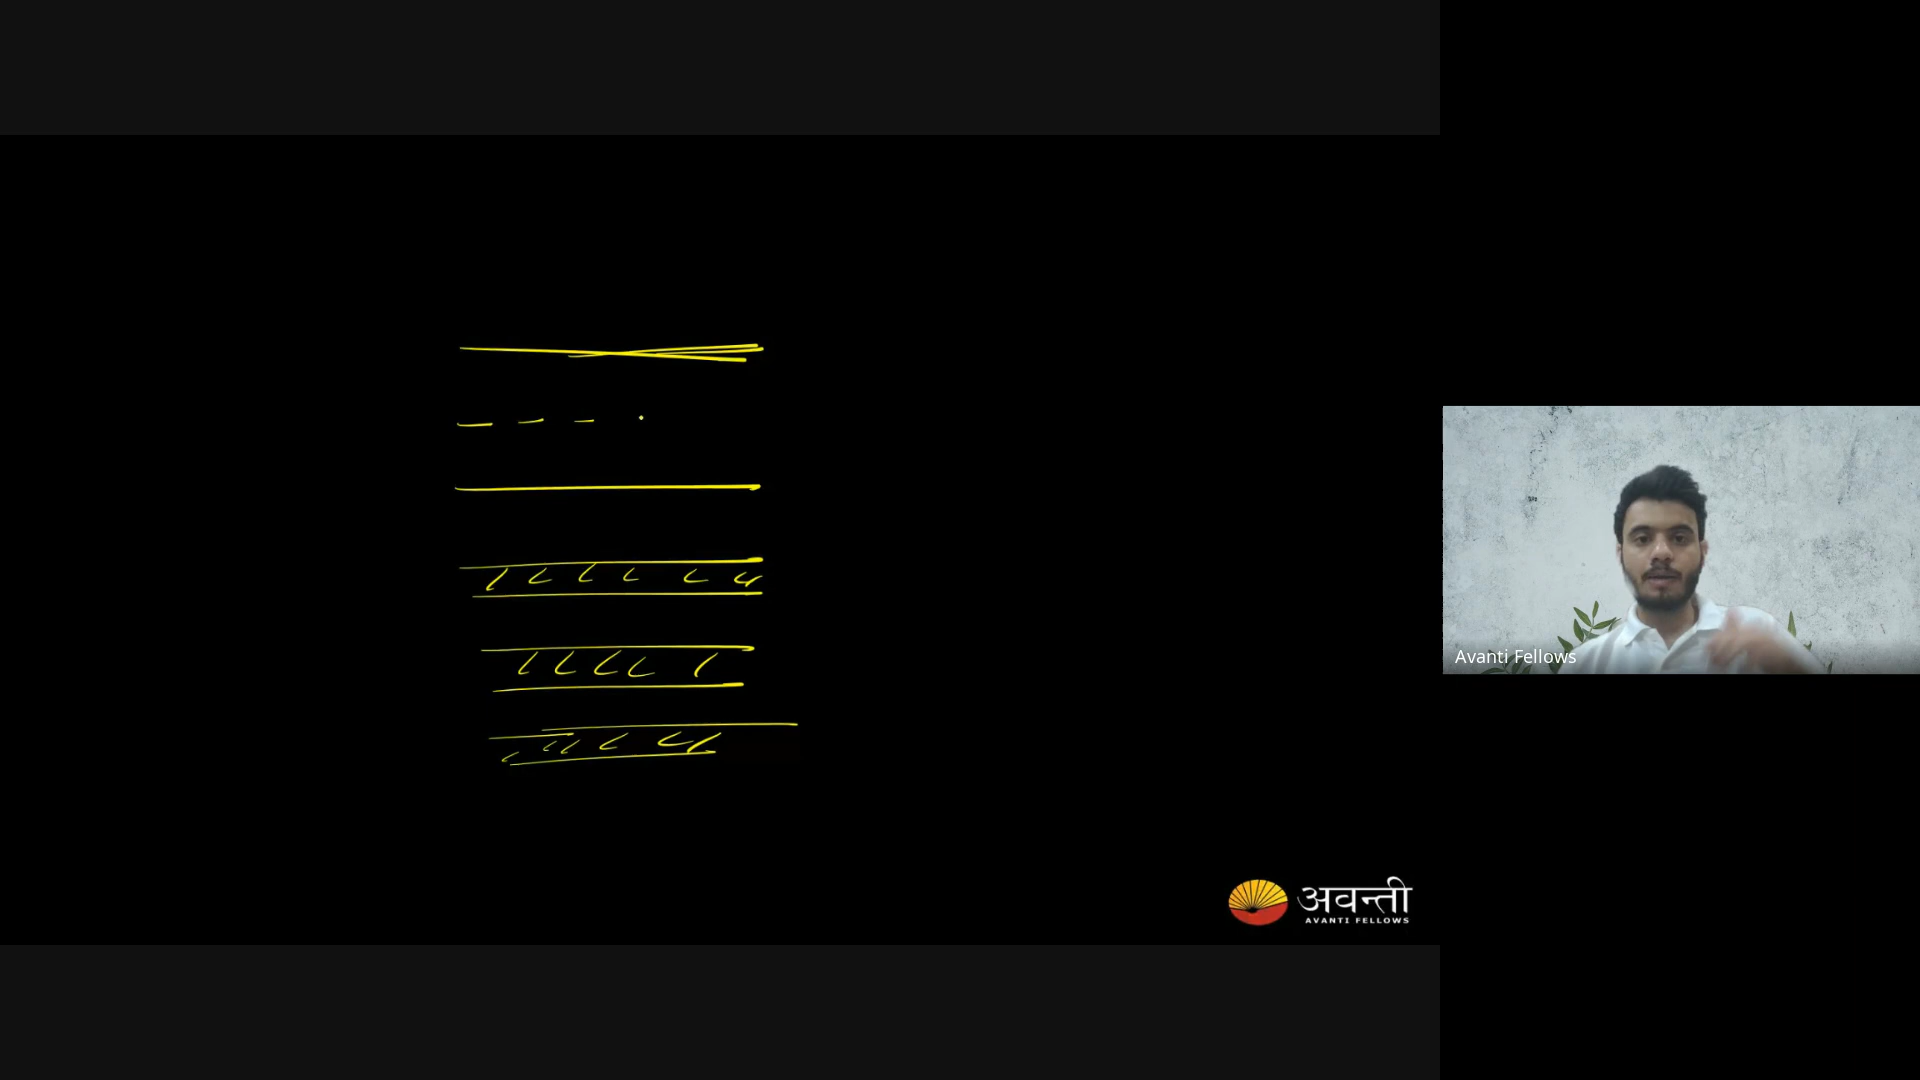 अवन्ती
AVANTI FELLOWS
Avanti Fellows